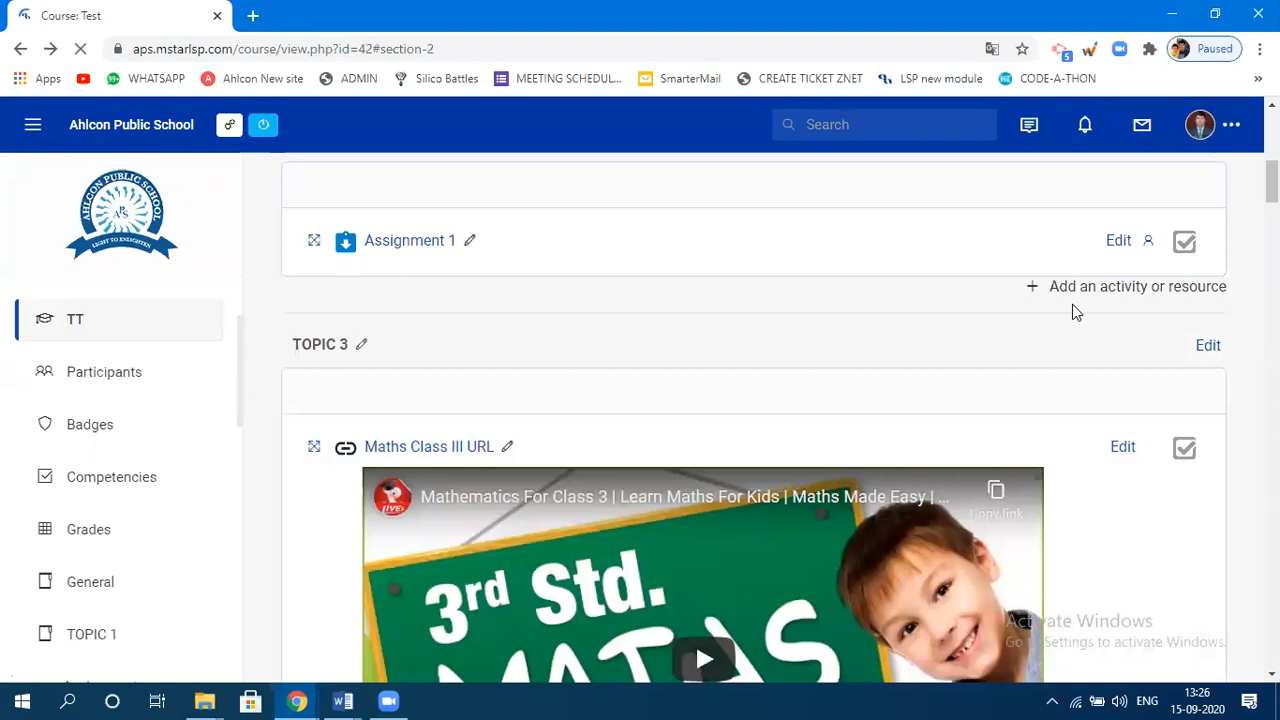 Course: Test
aps.mstarlsp.com/course/view.php?id=42#section-2
5
Paused
Apps
WHATSAPP
Ahlcon New site
ADMIN
Silico Battles
MEETING SCHEDUL...
SmarterMail
CREATE TICKET ZNET
LSP new module
CODE-A-THON
»
Ahlcon Public School
Search
AHLCON PUBLIC SCHOOL
APS
LIGHT TO ENLIGHTEN
Assignment 1
Edit
+ Add an activity or resource
TT
TOPIC 3
Edit
Participants
Badges
Maths Class III URL
Edit
Competencies
LIVE
Mathematics For Class 3 | Learn Maths For Kids | Maths Made Easy | ...
Copy link
Grades
General
3rd Std.
MATHS
TOPIC 1
Activate Windows
Go to Settings to activate Windows.
ENG
13:26
15-09-2020